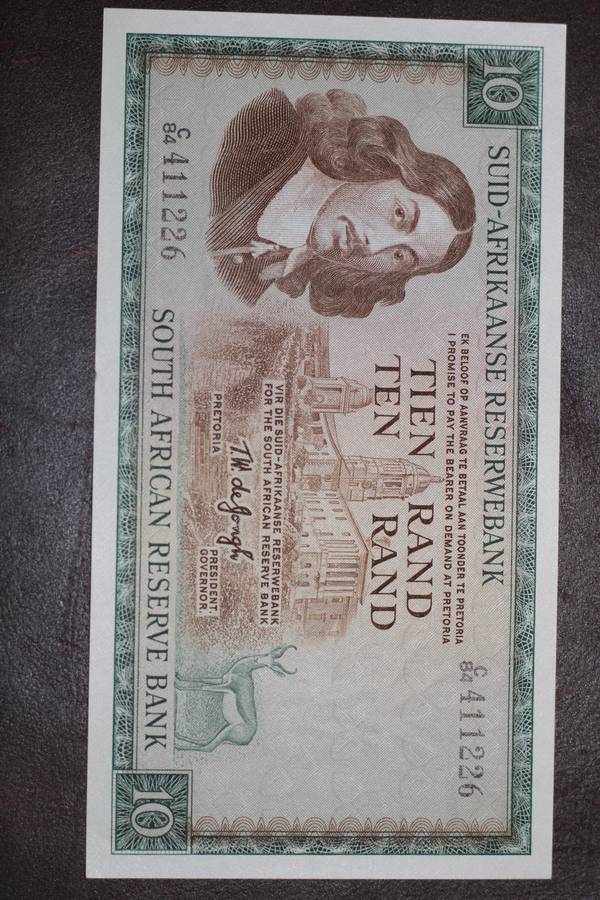 10
SUID-AFRIKAANSE RESERWEBANK
EK BELOOF OP AANVRAAG TE BETAAL AAN TOONDER TE PRETORIA
I PROMISE TO PAY THE BEARER ON DEMAND AT PRETORIA
C
84 411226
TIEN RAND
TEN RAND
VIR DIE SUID-AFRIKAANSE RESERWEBANK
FOR THE SOUTH AFRICAN RESERVE BANK
T.W. de Jongh
PRETORIA
PRESIDENT.
GOVERNOR.
C
84 411226
SOUTH AFRICAN RESERVE BANK
10